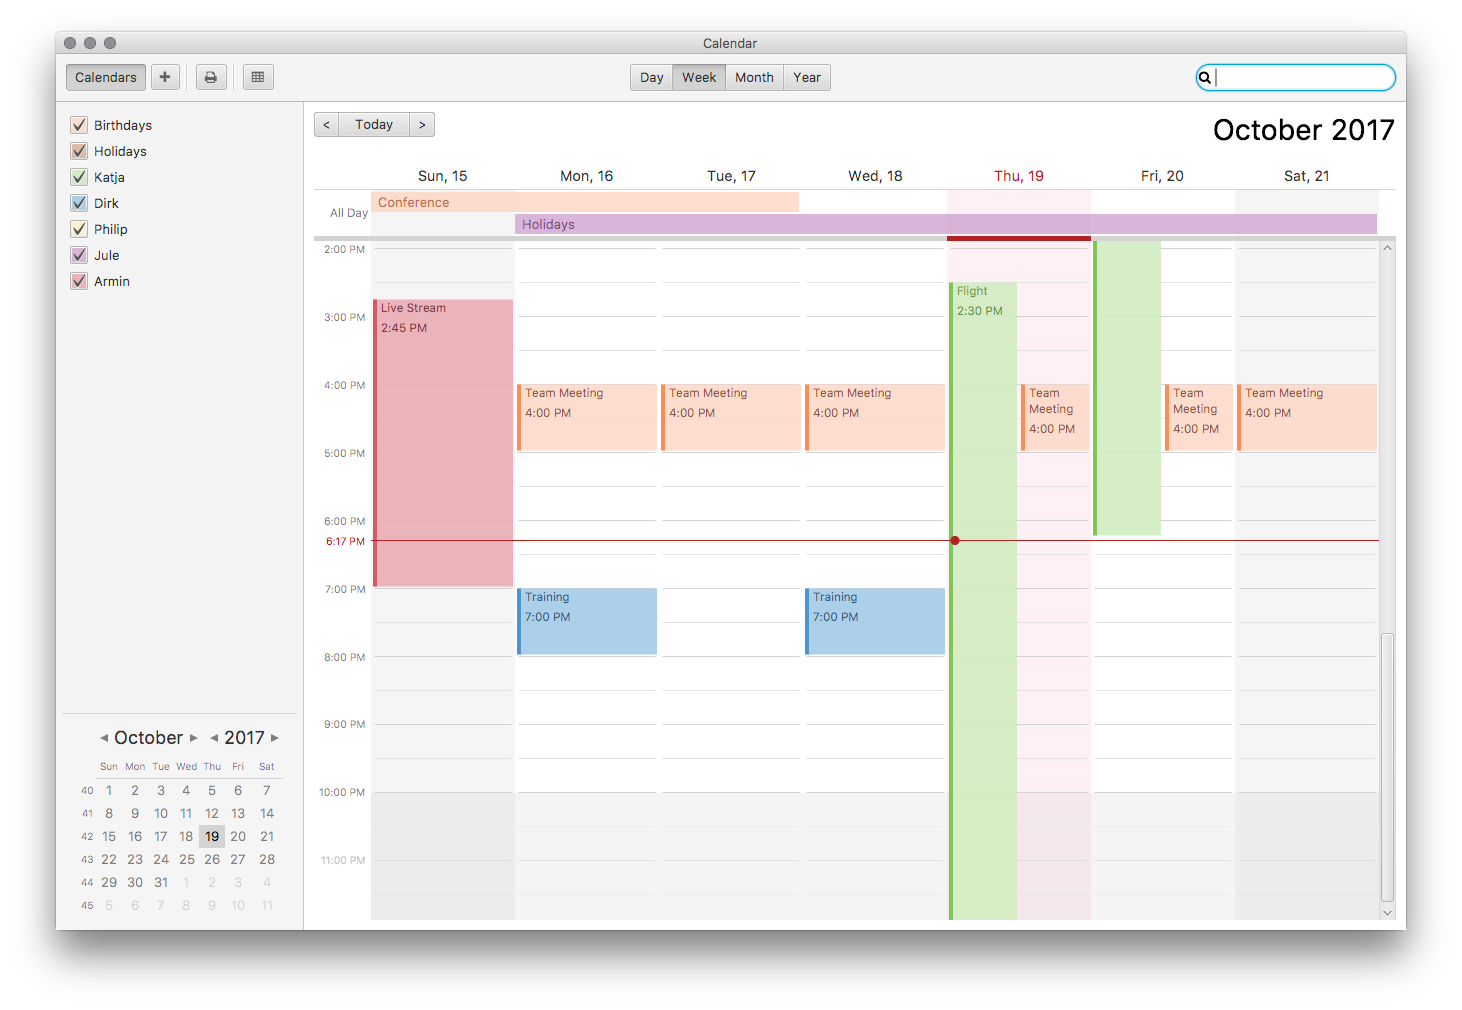 Calendar
Calendars
Day Week Month Year
Birthdays
Holidays
Katja
Dirk
Philip
Jule
Armin
< Today >
October 2017
Sun, 15 Mon, 16 Tue, 17 Wed, 18 Thu, 19 Fri, 20 Sat, 21
All Day
Conference
Holidays
2:00 PM
3:00 PM
4:00 PM
5:00 PM
6:00 PM
6:17 PM
7:00 PM
8:00 PM
9:00 PM
10:00 PM
11:00 PM
Live Stream
2:45 PM
Team Meeting
4:00 PM
Training
7:00 PM
Team Meeting
4:00 PM
Team Meeting
4:00 PM
Training
7:00 PM
Flight
2:30 PM
Team
Meeting
4:00 PM
Team
Meeting
4:00 PM
Team Meeting
4:00 PM
October 2017
Sun Mon Tue Wed Thu Fri Sat
40 1 2 3 4 5 6 7
41 8 9 10 11 12 13 14
42 15 16 17 18 19 20 21
43 22 23 24 25 26 27 28
44 29 30 31 1 2 3 4
45 5 6 7 8 9 10 11